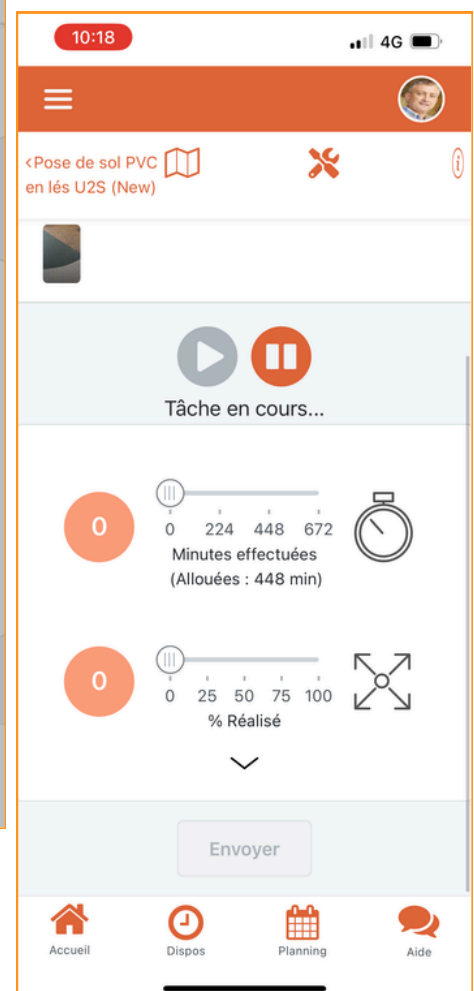 10:18
4G
<Pose de sol PVC
en lés U2S (New)
Tâche en cours...
0
0 224 448 672
Minutes effectuées
(Allouées : 448 min)
0
0 25 50 75 100
% Réalisé
Envoyer
Accueil Dispos Planning Aide